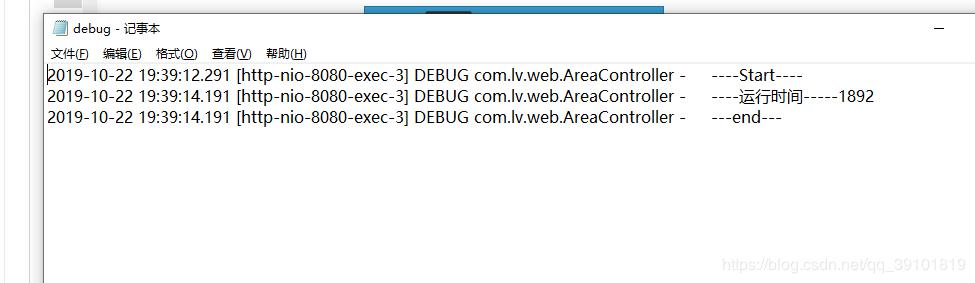 debug - 记事本
文件(F) 编辑(E) 格式(O) 查看(V) 帮助(H)
2019-10-22 19:39:12.291 [http-nio-8080-exec-3] DEBUG com.lv.web.AreaController - ----Start----
2019-10-22 19:39:14.191 [http-nio-8080-exec-3] DEBUG com.lv.web.AreaController - ----运行时间-----1892
2019-10-22 19:39:14.191 [http-nio-8080-exec-3] DEBUG com.lv.web.AreaController - ---end---
https://blog.csdn.net/qq_39101819